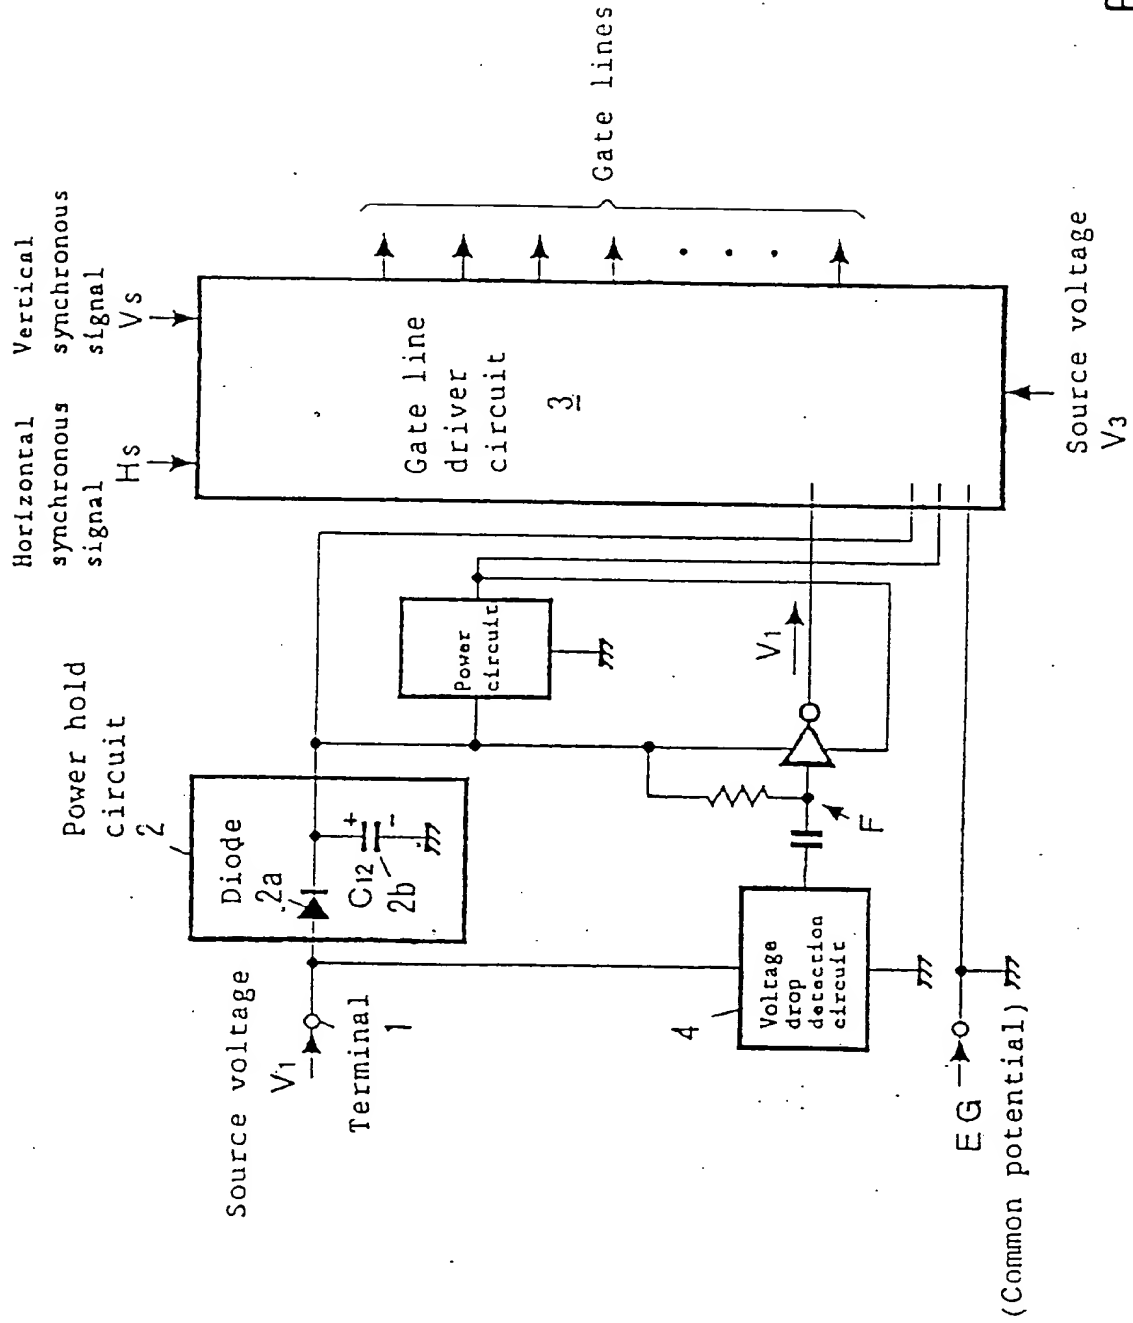 Horizontal
synchronous
signal
Hs
Vertical
synchronous
signal
Vs
Gate lines
Gate line
driver
circuit
3
Source voltage
V3
Power hold
circuit
2
Diode
2a
C12
+
-
2b
Power
circuit
V1
Source voltage
V1
Terminal
1
F
4
Voltage
drop
detection
circuit
EG
(Common potential)